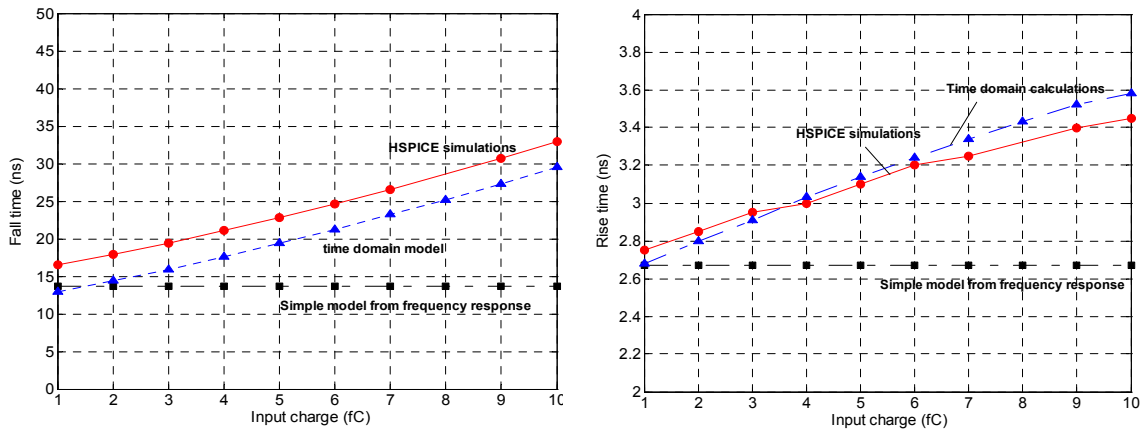 50
45
40
35
30
25
20
15
10
5
0
Fall time (ns)
HSPICE simulations
time domain model
Simple model from frequency response
1 2 3 4 5 6 7 8 9 10
Input charge (fC)
4
3.8
3.6
3.4
3.2
3
2.8
2.6
2.4
2.2
2
Rise time (ns)
Time domain calculations
HSPICE simulations
Simple model from frequency response
1 2 3 4 5 6 7 8 9 10
Input charge (fC)